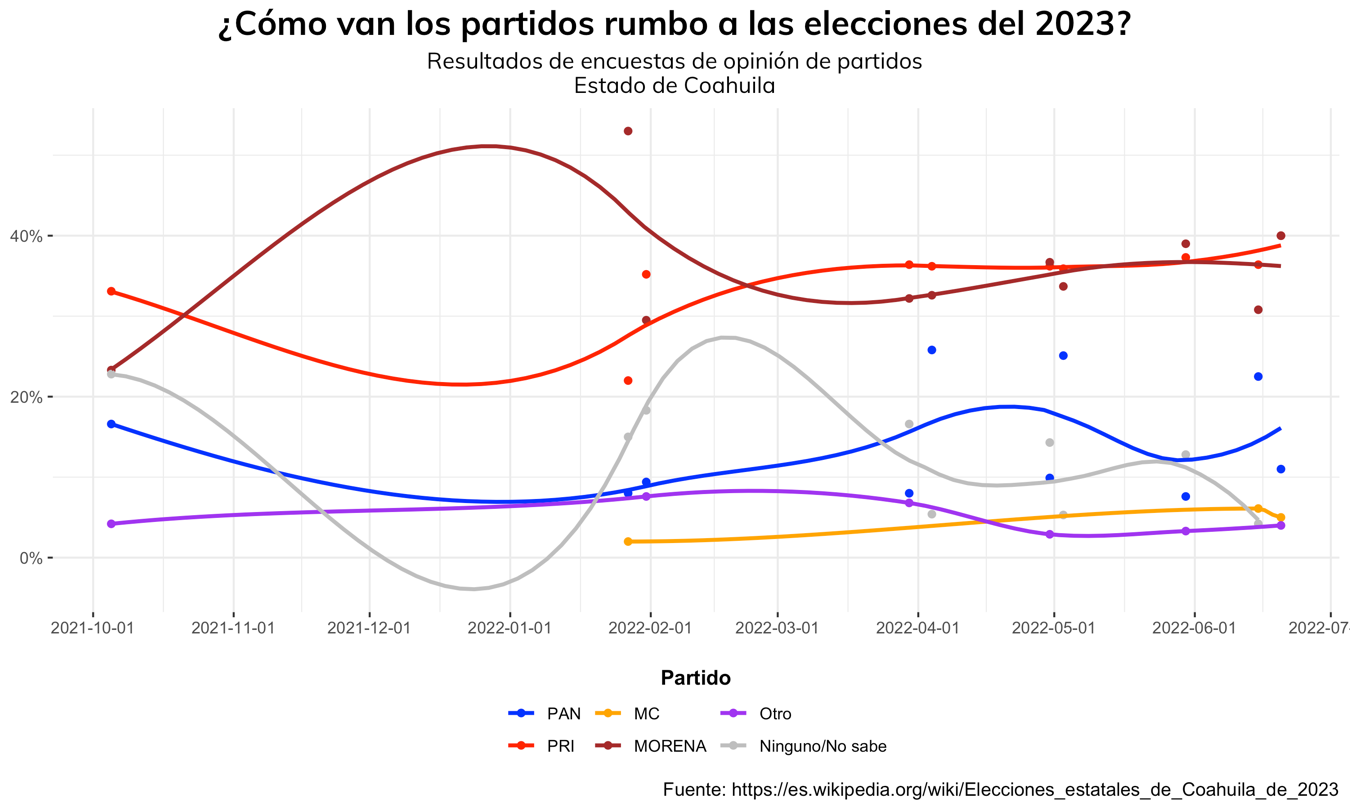 ¿Cómo van los partidos rumbo a las elecciones del 2023?
Resultados de encuestas de opinión de partidos
Estado de Coahuila
40%
20%
0%
2021-10-01 2021-11-01 2021-12-01 2022-01-01 2022-02-01 2022-03-01 2022-04-01 2022-05-01 2022-06-01 2022-07-
Partido
PAN MC Otro
PRI MORENA Ninguno/No sabe
Fuente: https://es.wikipedia.org/wiki/Elecciones_estatales_de_Coahuila_de_2023